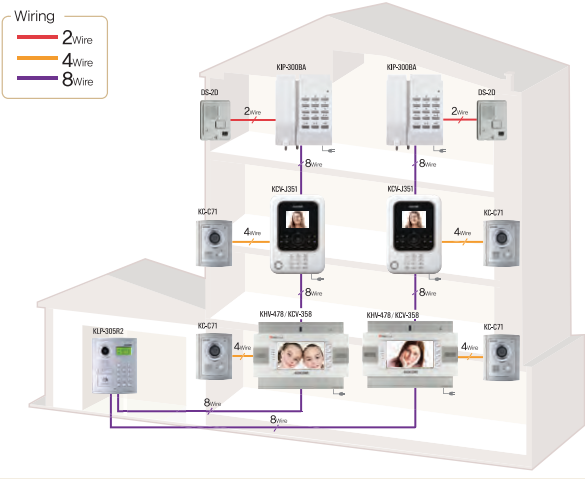 Wiring
2Wire
4Wire
8Wire
KIP-300BA
KIP-300BA
DS-2D
2Wire
2Wire
DS-2D
8Wire
8Wire
KCV-J351
KCV-J351
KC-C71
4Wire
4Wire
KC-C71
8Wire
8Wire
KHV-478 / KCV-358
KHV-478 / KCV-358
KLP-305R2
KC-C71
4Wire
4Wire
KC-C71
8Wire
8Wire